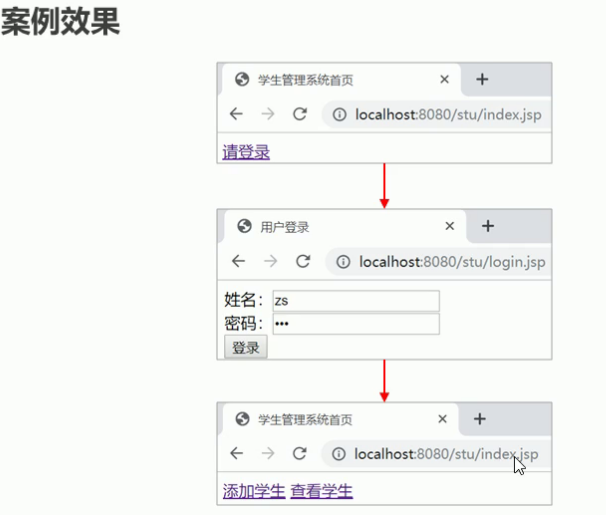 案例效果
学生管理系统首页
localhost:8080/stu/index.jsp
请登录
用户登录
localhost:8080/stu/login.jsp
姓名：zs
密码：•••
登录
学生管理系统首页
localhost:8080/stu/index.jsp
添加学生 查看学生